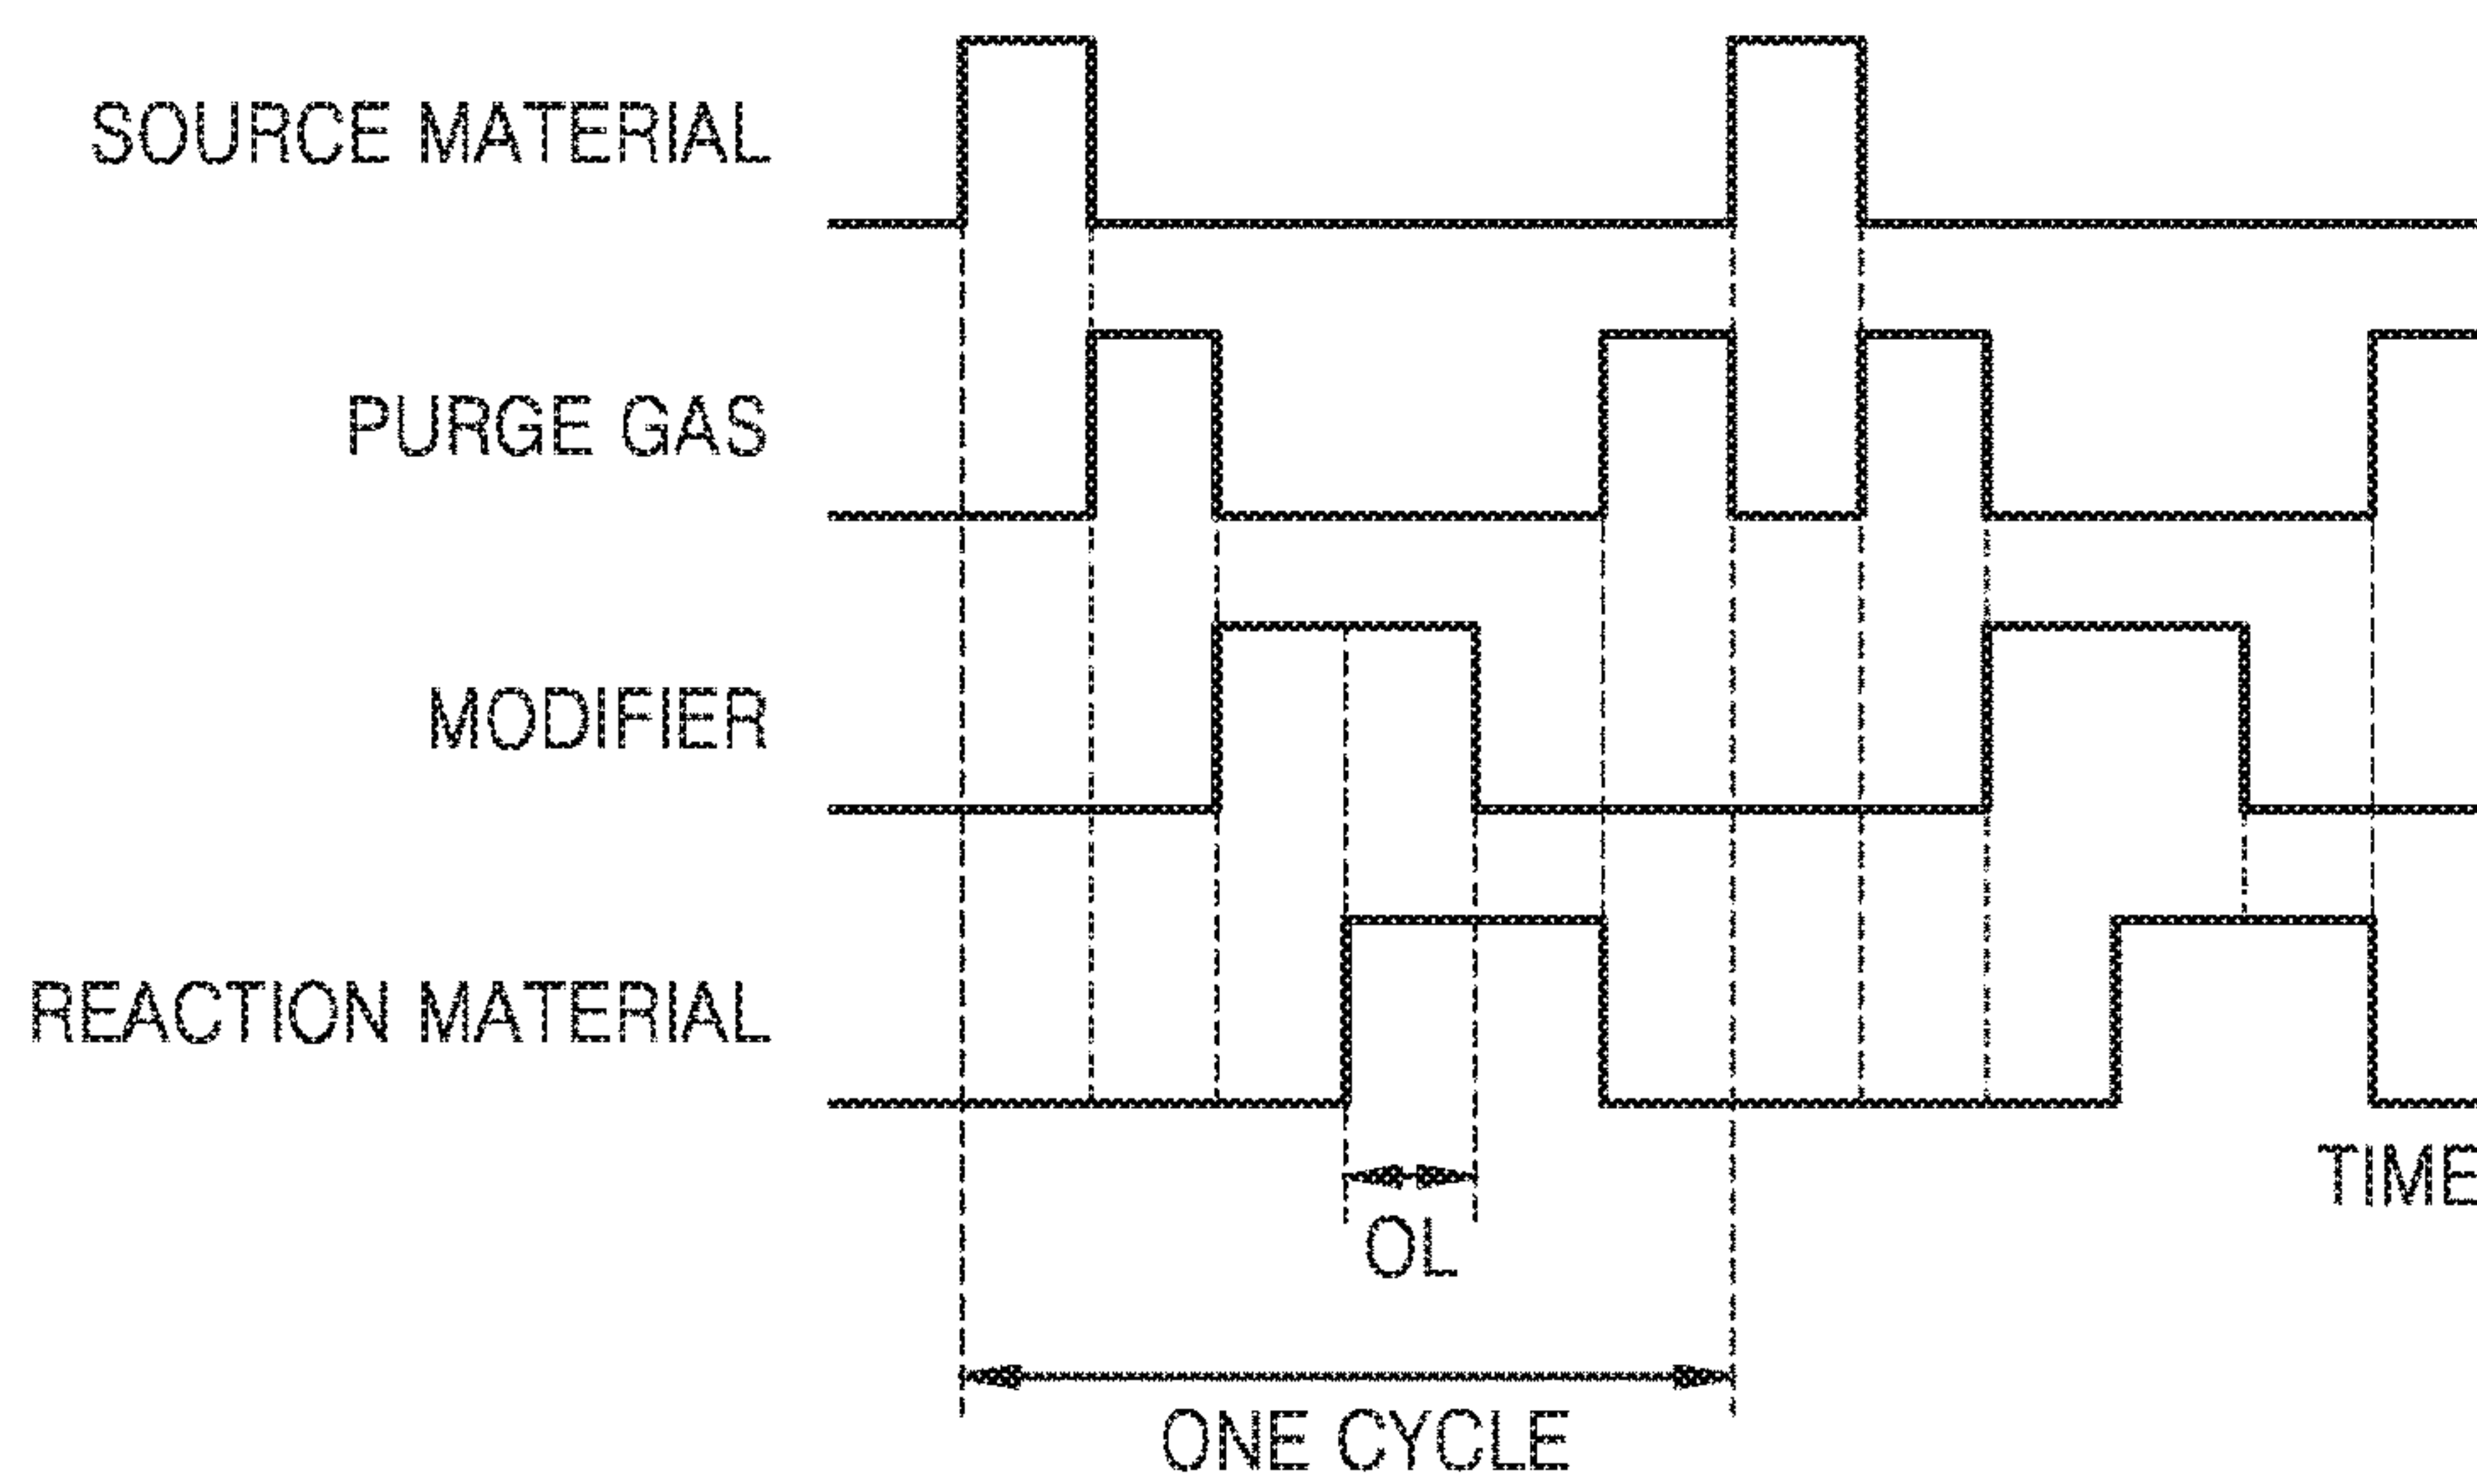 SOURCE MATERIAL
PURGE GAS
MODIFIER
REACTION MATERIAL
TIME
OL
ONE CYCLE